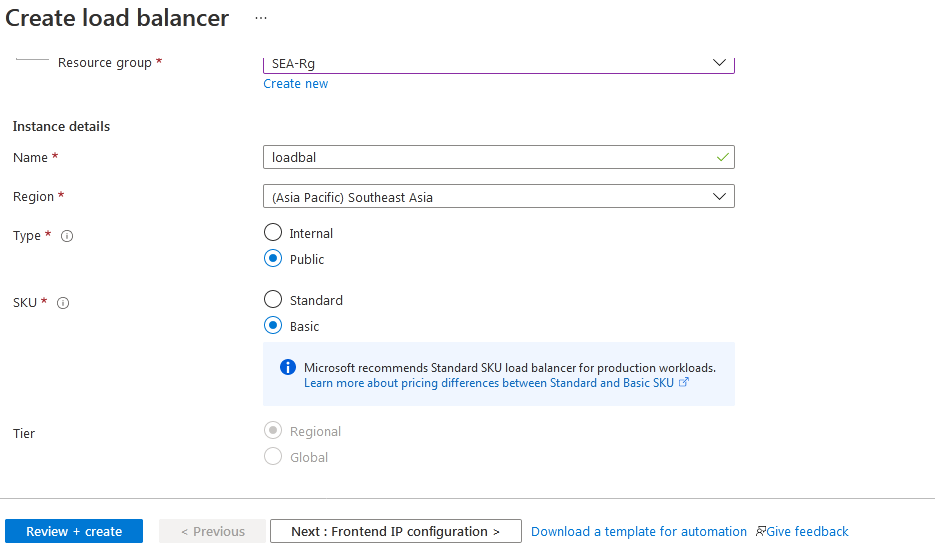 Create load balancer ...
Resource group *
SEA-Rg
Create new
Instance details
Name *
loadbal
Region *
(Asia Pacific) Southeast Asia
Type *
Internal
Public
SKU *
Standard
Basic
Microsoft recommends Standard SKU load balancer for production workloads.
Learn more about pricing differences between Standard and Basic SKU
Tier
Regional
Global
Review + create
< Previous
Next : Frontend IP configuration >
Download a template for automation
Give feedback